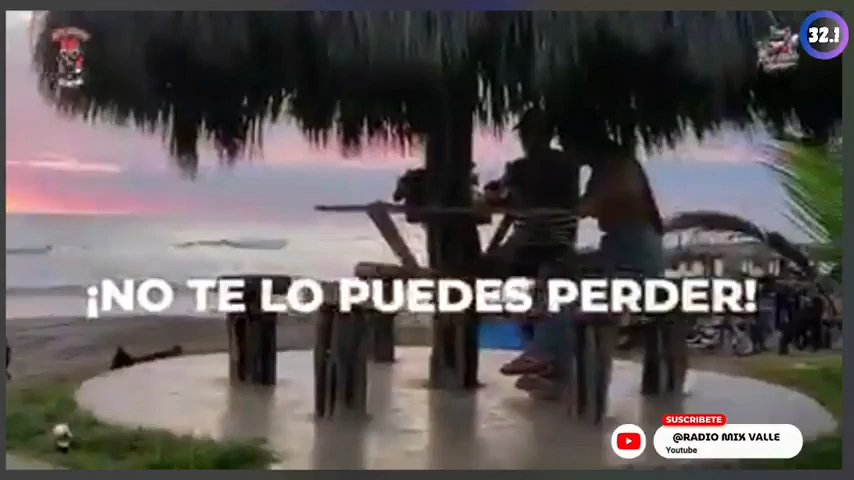 32.1
¡NO TE LO PUEDES PERDER!
SUSCRIBETE
@RADIO MIX VALLE
Youtube